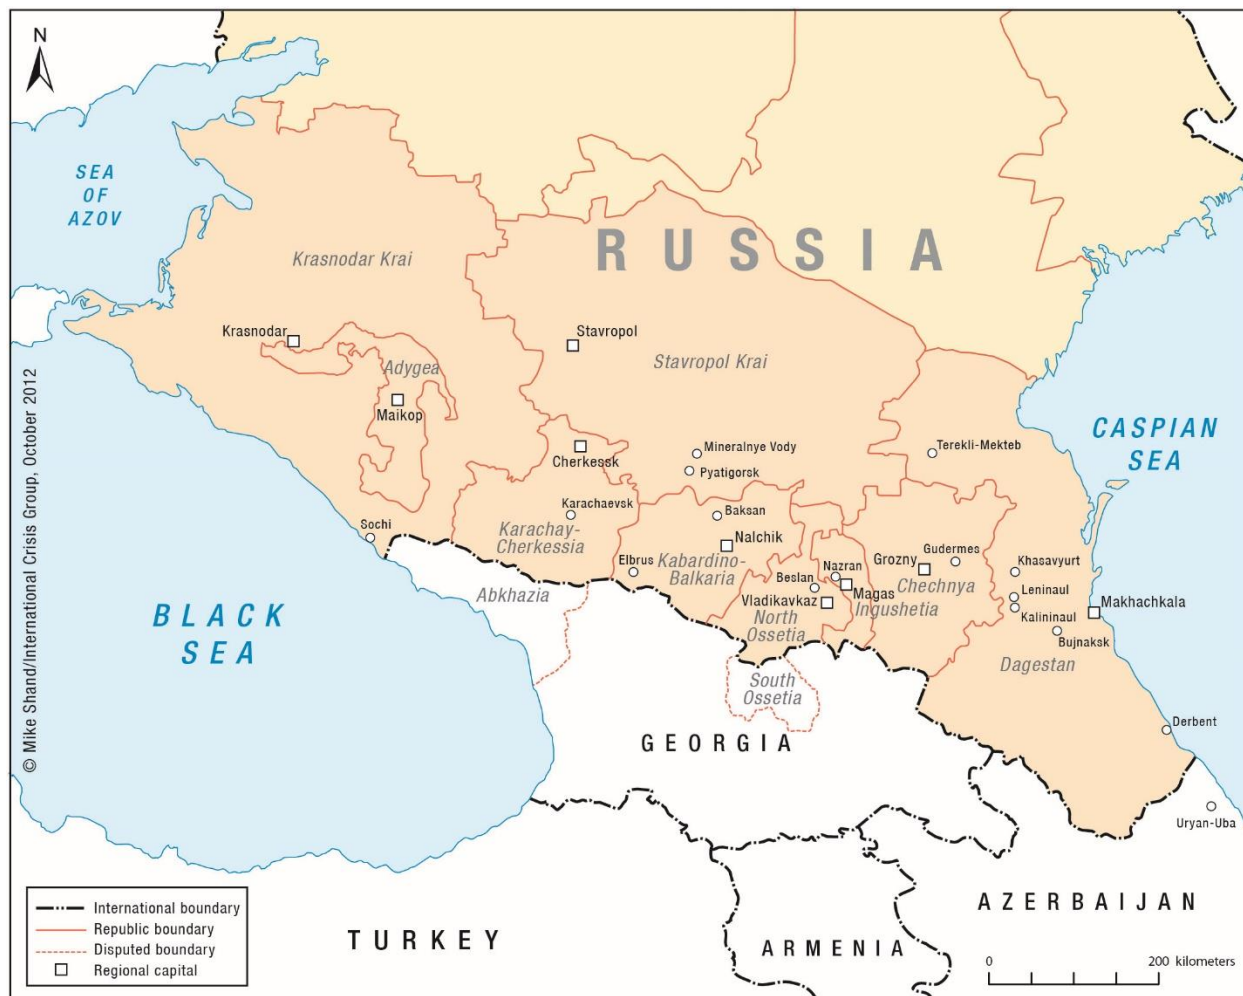 N
SEA
OF
AZOV
Krasnodar Krai
RUSSIA
Krasnodar
Stavropol
Adygea
Stavropol Krai
Maikop
CASPIAN
SEA
Cherkessk
Mineralnye Vody
Terekli-Mekteb
Pyatigorsk
Karachaevsk
Baksan
Sochi
Karachay-
Cherkessia
Nalchik
Elbrus
Kabardino-
Balkaria
Grozny
Gudermes
Khasavyurt
Nazran
Beslan
Chechnya
Abkhazia
Magas
Leninaul
Vladikavkaz
Ingushetia
Makhachkala
Kalininaul
BLACK
SEA
North
Ossetia
Bujnaksk
Dagestan
South
Ossetia
Derbent
GEORGIA
Uryan-Uba
© Mike Shand/International Crisis Group, October 2012
International boundary
Republic boundary
Disputed boundary
Regional capital
TURKEY
ARMENIA
AZERBAIJAN
0 200 kilometers